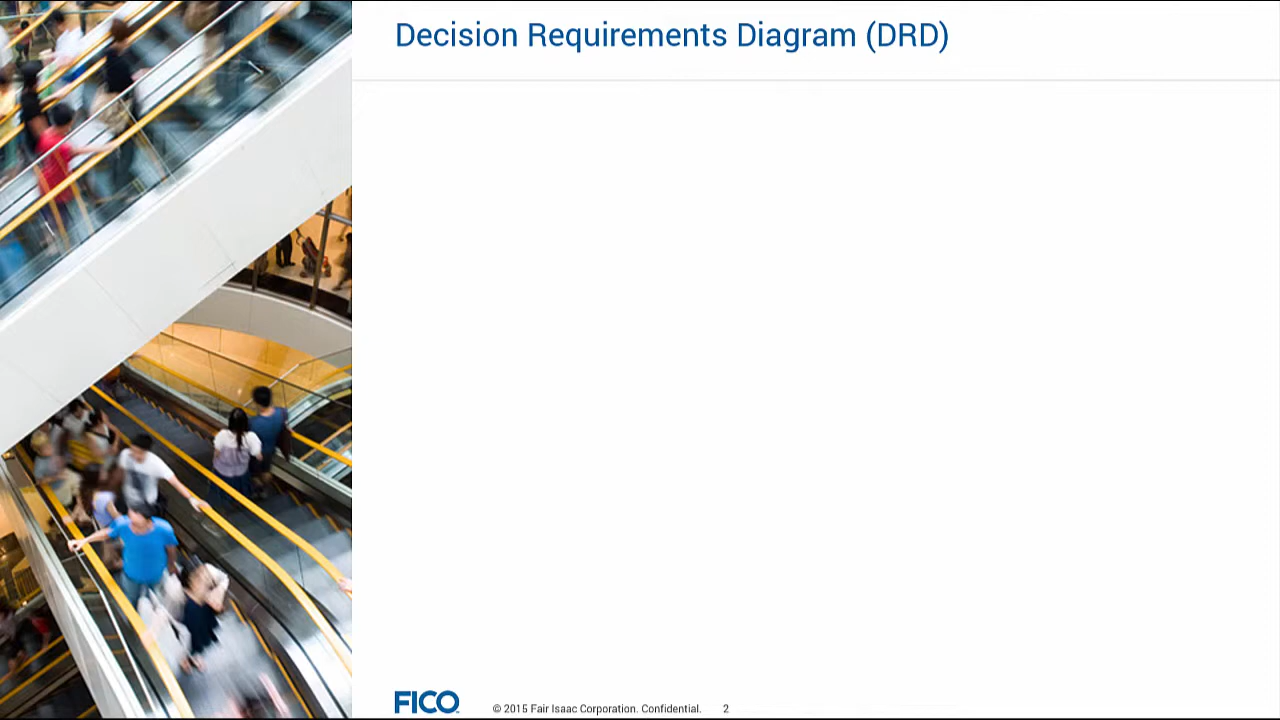 Decision Requirements Diagram (DRD)
FICO
© 2015 Fair Isaac Corporation. Confidential. 2